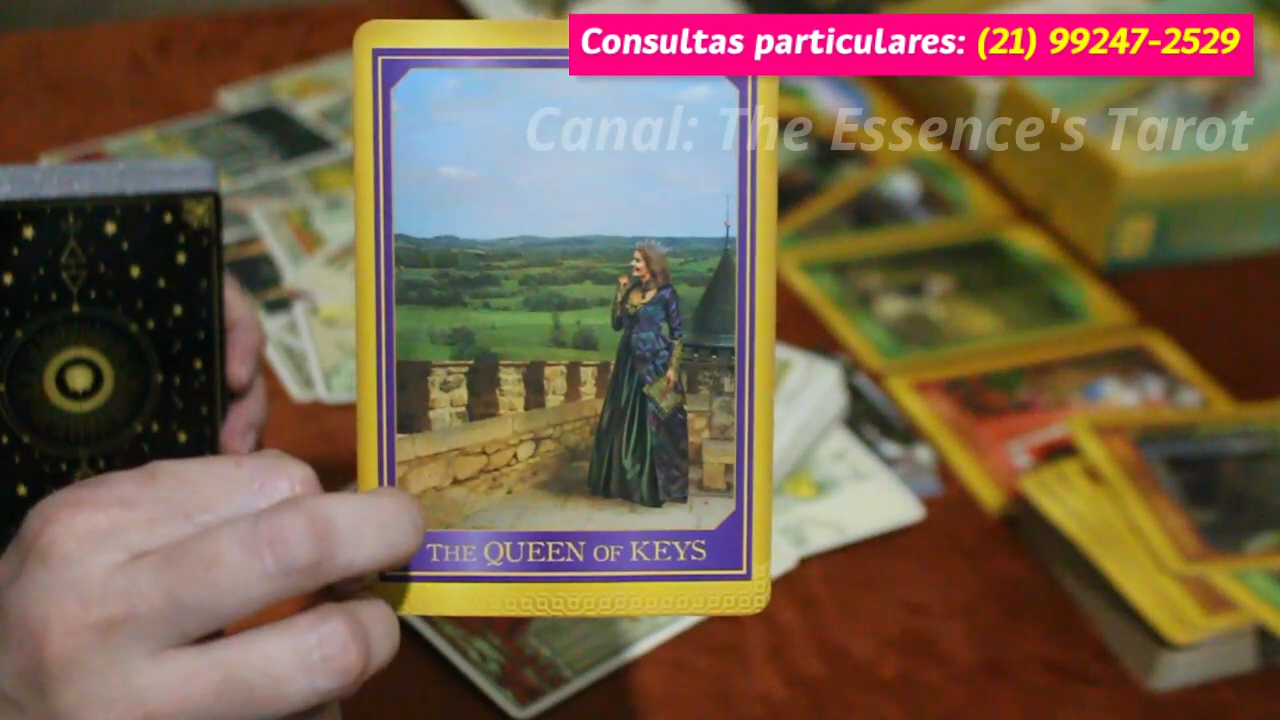 Consultas particulares: (21) 99247-2529
Canal: The Essence's Tarot
THE QUEEN OF KEYS